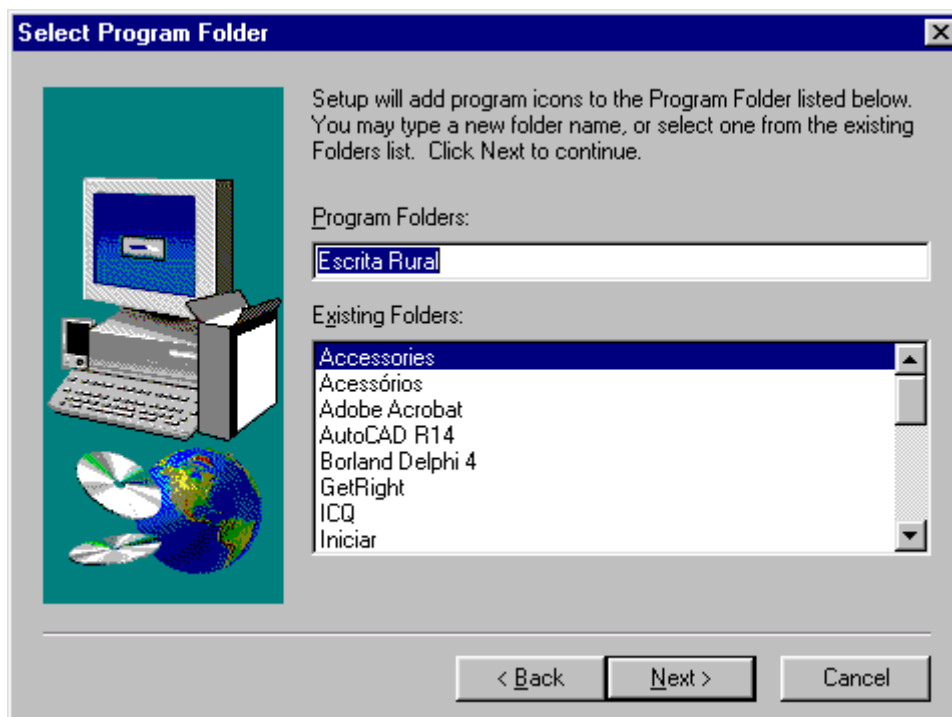 Select Program Folder
Setup will add program icons to the Program Folder listed below.
You may type a new folder name, or select one from the existing
Folders list.  Click Next to continue.
Program Folders:
Escrita Rural
Existing Folders:
Accessories
Acessórios
Adobe Acrobat
AutoCAD R14
Borland Delphi 4
GetRight
ICQ
Iniciar
< Back
Next >
Cancel